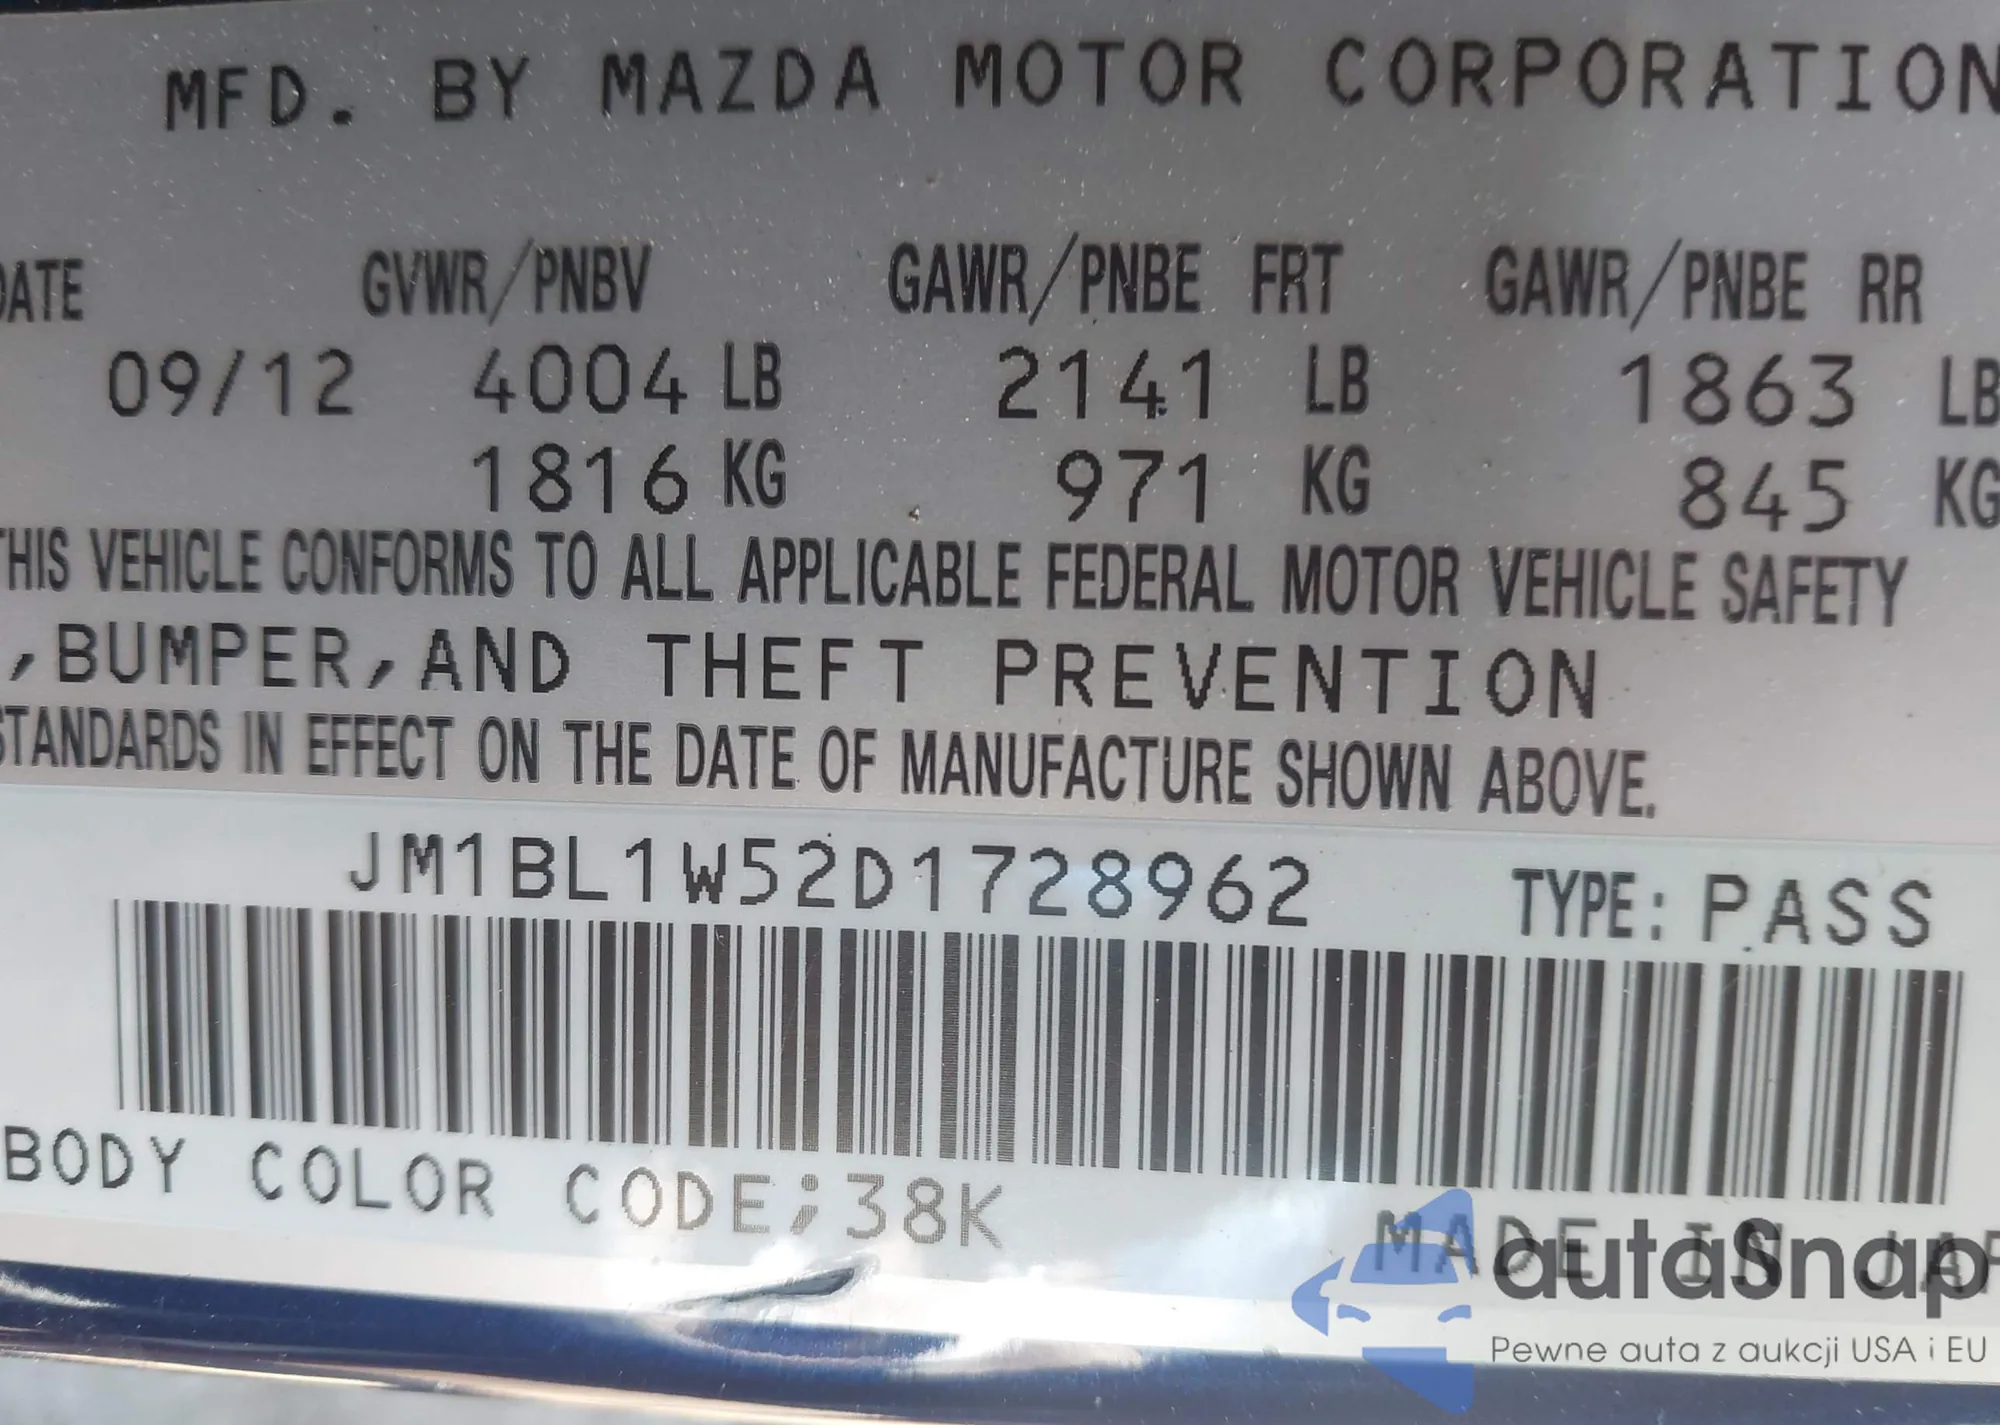 MFD. BY MAZDA MOTOR CORPORATION
DATE GVWR/PNBV GAWR/PNBE FRT GAWR/PNBE RR
09/12 4004 LB 2141 LB 1863 LB
1816 KG 971 KG 845 KG
THIS VEHICLE CONFORMS TO ALL APPLICABLE FEDERAL MOTOR VEHICLE SAFETY
,BUMPER,AND THEFT PREVENTION
STANDARDS IN EFFECT ON THE DATE OF MANUFACTURE SHOWN ABOVE.
JM1BL1W52D1728962 TYPE: PASS
BODY COLOR CODE;38K
MADE IN JAP
autaSnap
Pewne auta z aukcji USA i EU